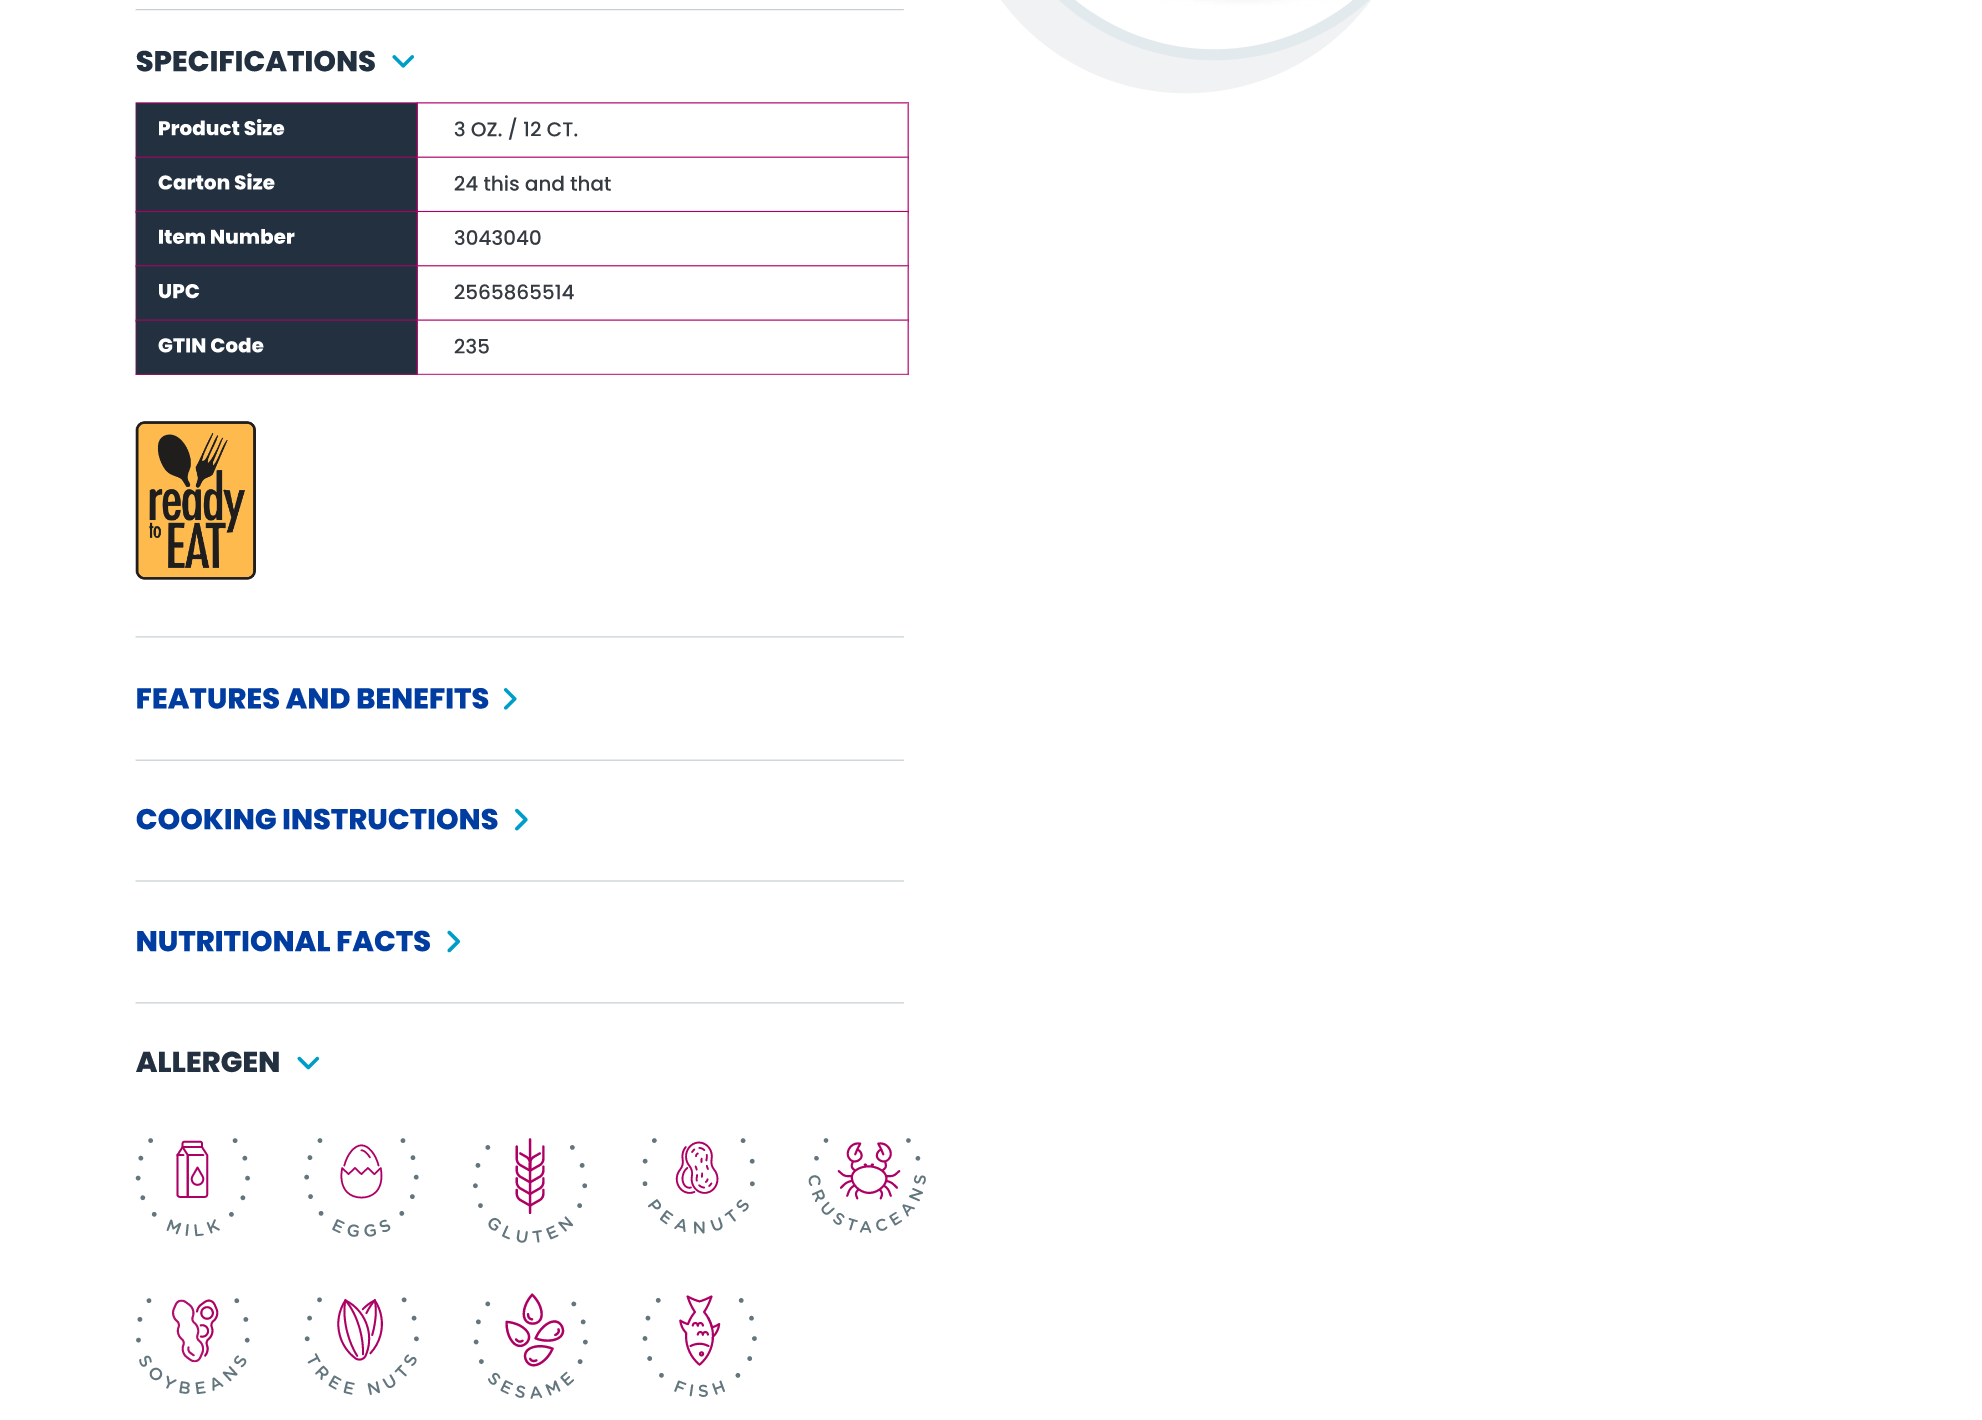 SPECIFICATIONS
Product Size 3 OZ. / 12 CT.
Carton Size 24 this and that
Item Number 3043040
UPC 2565865514
GTIN Code 235
ready
to EAT
FEATURES AND BENEFITS
COOKING INSTRUCTIONS
NUTRITIONAL FACTS
ALLERGEN
MILK EGGS GLUTEN PEANUTS CRUSTACEANS
SOYBEANS TREE NUTS SESAME FISH